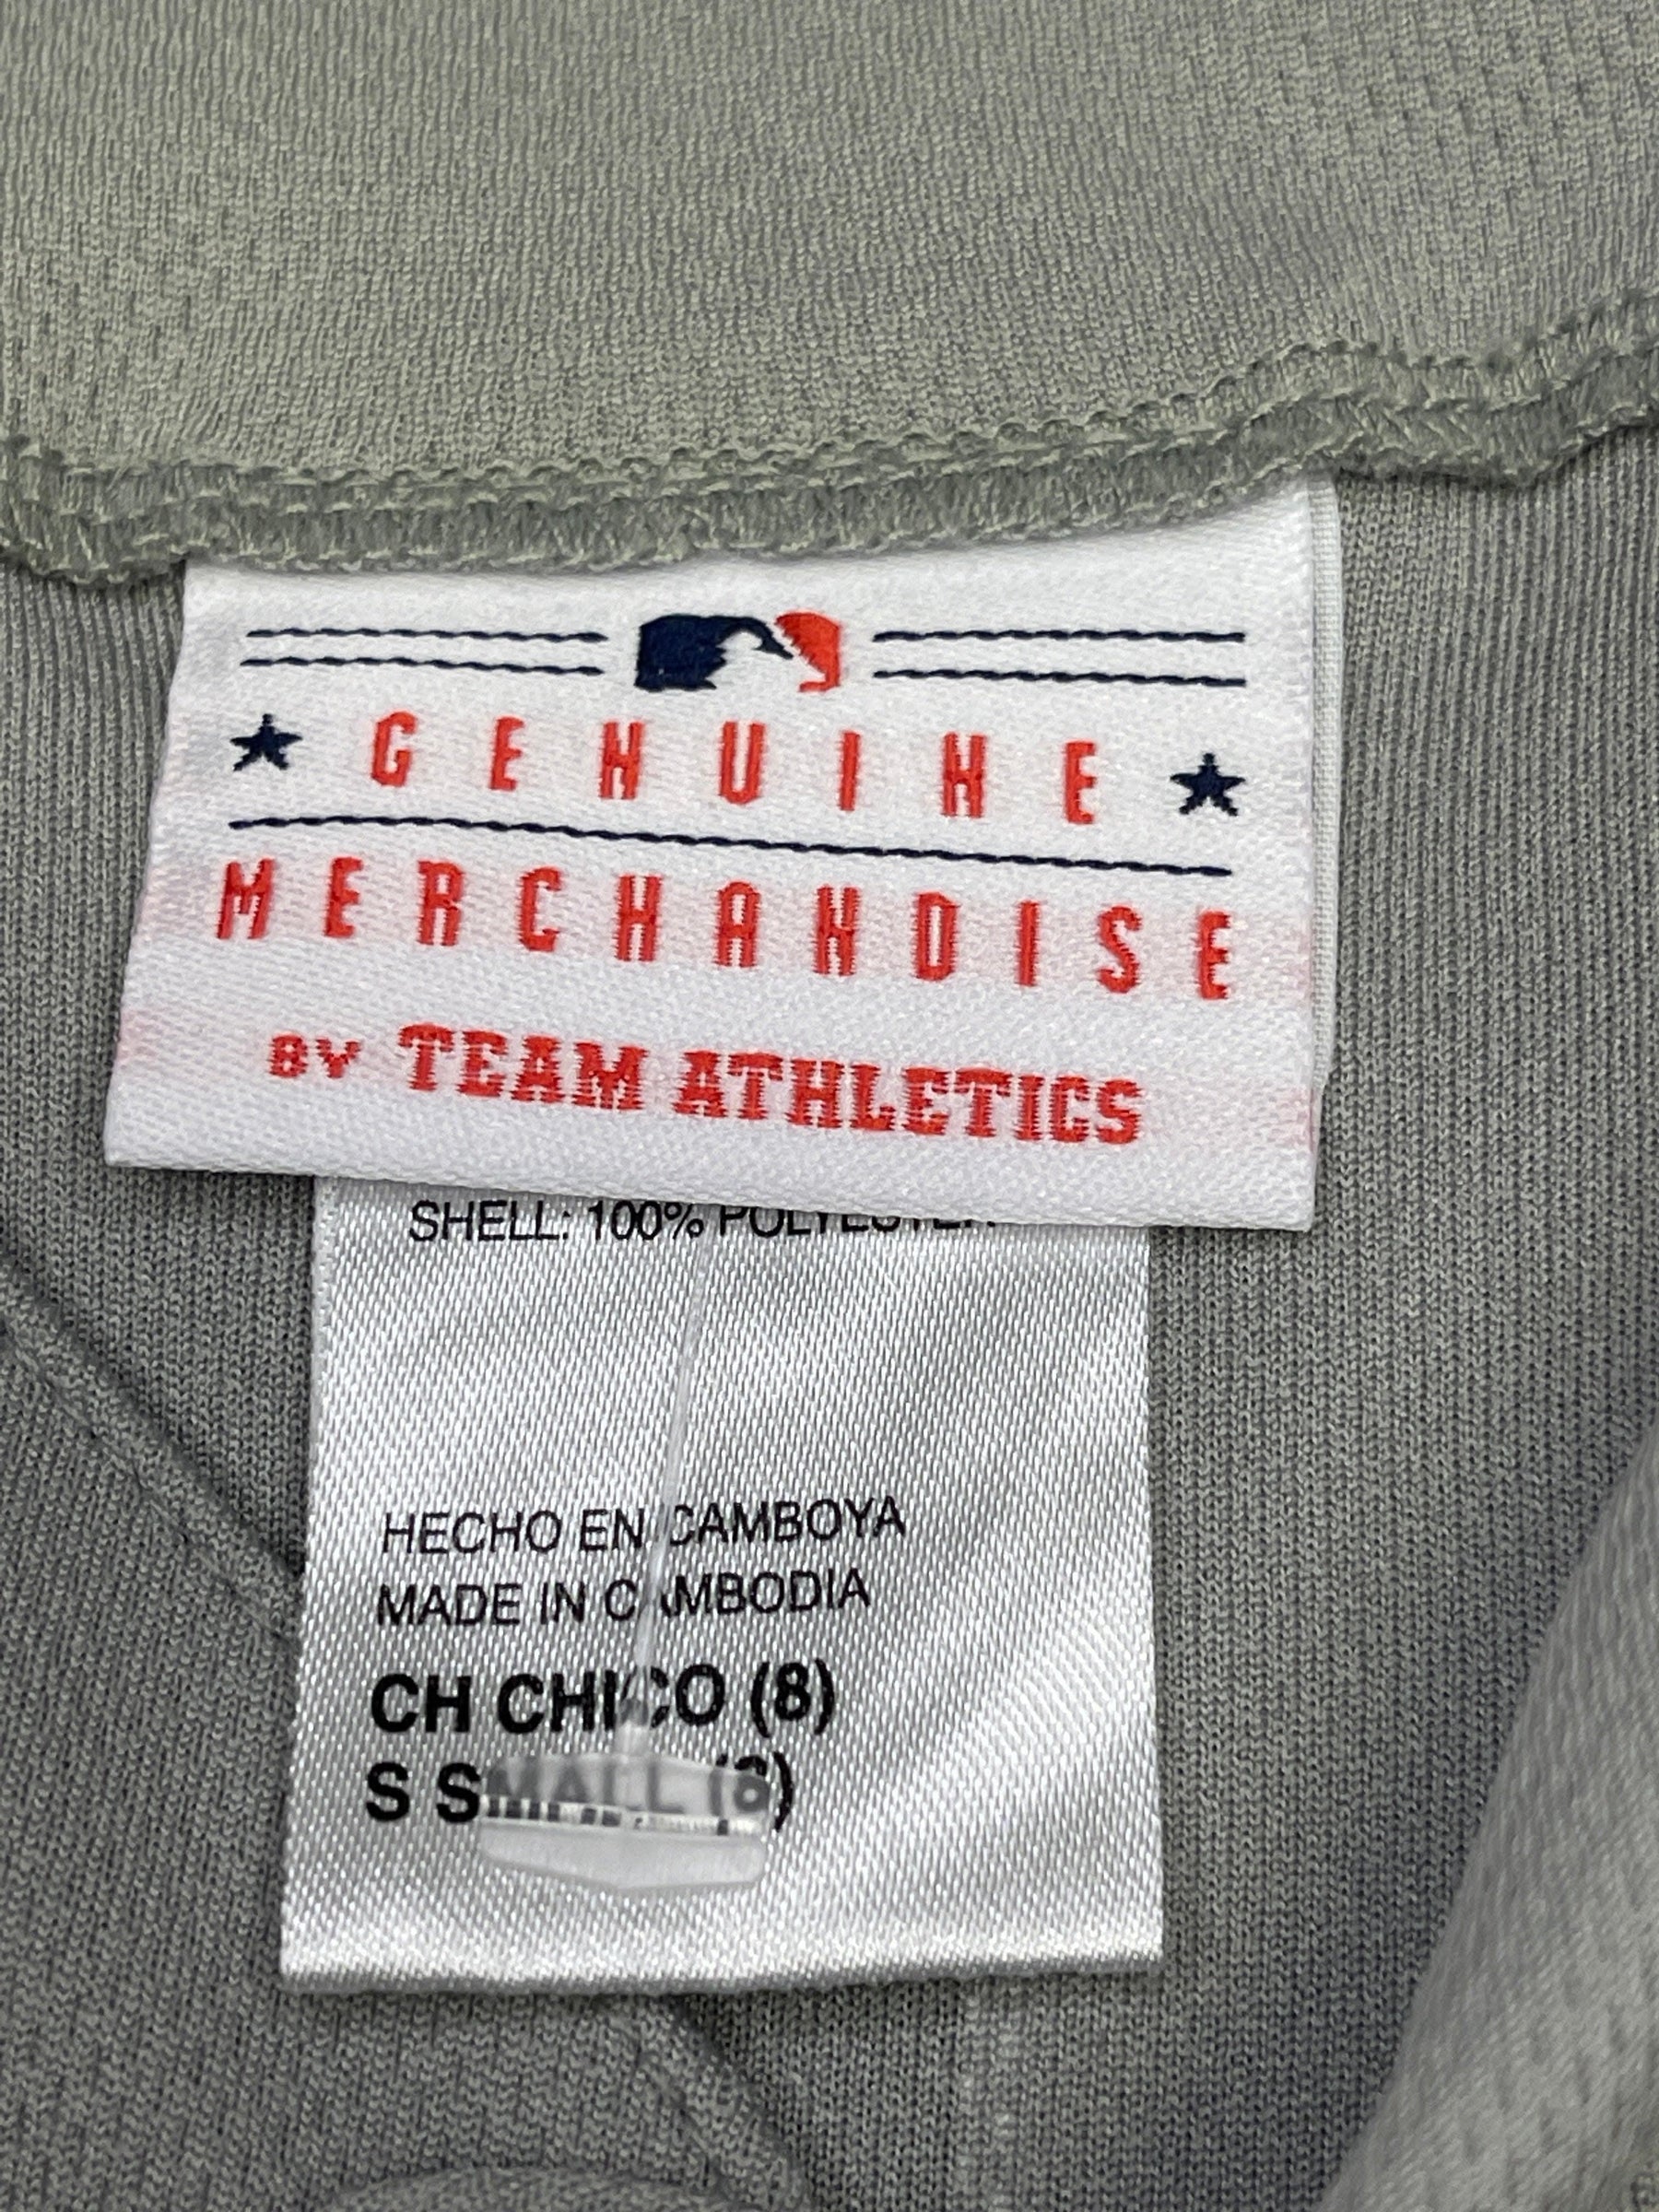 GENUINE
MERCHANDISE
BY TEAM ATHLETICS
SHELL: 100% POLYESTER
HECHO EN CAMBOYA
MADE IN CAMBODIA
CH CHICO (8)
S SMALL (8)